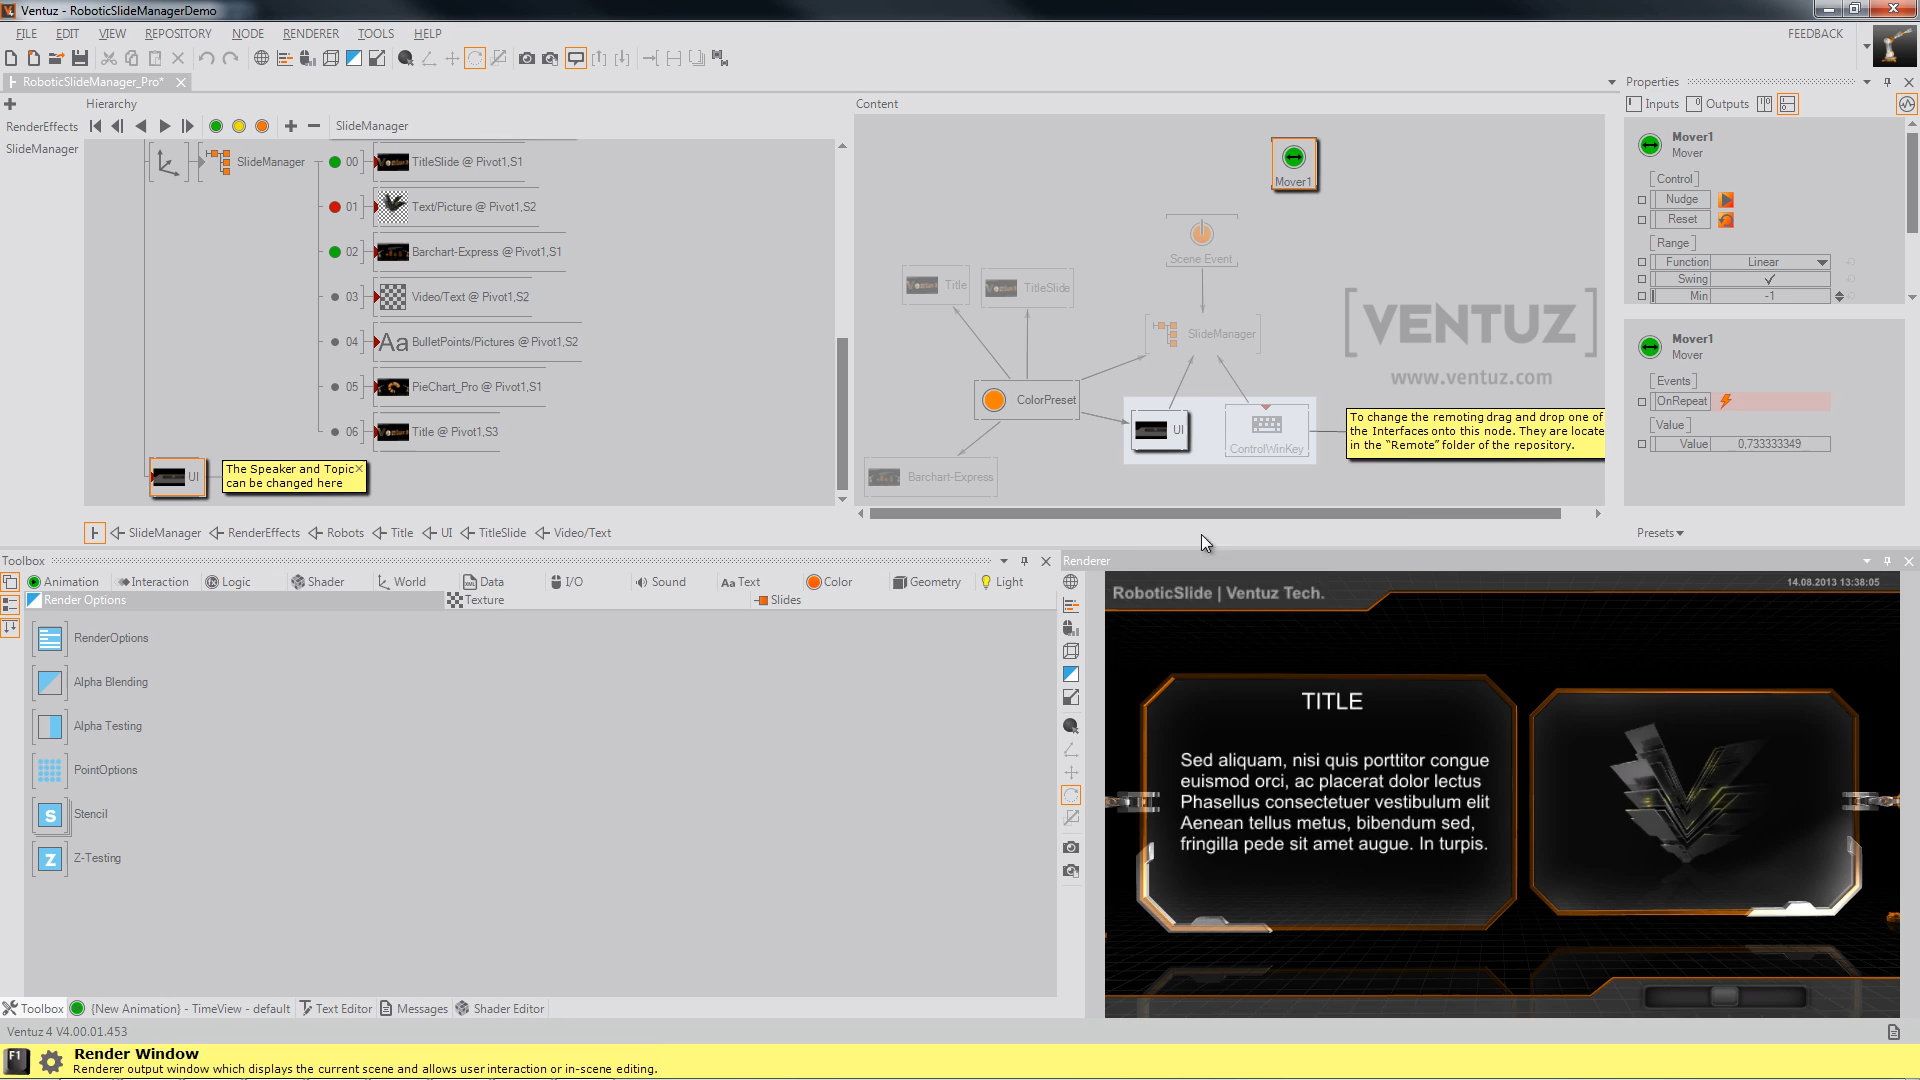 Ventuz - RoboticSlideManagerDemo
FILE EDIT VIEW REPOSITORY NODE RENDERER TOOLS HELP
FEEDBACK
RoboticSlideManager_Pro*
Hierarchy
RenderEffects
SlideManager
SlideManager
SlideManager
00 TitleSlide @ Pivot1,S1
01 Text/Picture @ Pivot1,S2
02 Barchart-Express @ Pivot1,S1
03 Video/Text @ Pivot1,S2
04 Aa BulletPoints/Pictures @ Pivot1,S2
05 PieChart_Pro @ Pivot1,S1
06 Title @ Pivot1,S3
UI
The Speaker and Topic
can be changed here
SlideManager RenderEffects Robots Title UI TitleSlide Video/Text
Content
Mover1
Scene Event
Title
TitleSlide
SlideManager
ColorPreset
UI
ControlWinKey
Barchart-Express
[VENTUZ]
www.ventuz.com
To change the remoting drag and drop one of
the Interfaces onto this node. They are locate
in the "Remote" folder of the repository.
Properties
Inputs Outputs
Mover1
Mover
Control
Nudge
Reset
Range
Function Linear
Swing
Min -1
Mover1
Mover
Events
OnRepeat
Value
Value 0,733333349
Presets
Toolbox
Animation Interaction Logic Shader World Data I/O Sound Aa Text Color Geometry Light
Render Options Texture Slides
RenderOptions
Alpha Blending
Alpha Testing
PointOptions
S Stencil
Z Z-Testing
Renderer
RoboticSlide | Ventuz Tech.
14.08.2013 13:38:05
TITLE
Sed aliquam, nisi quis porttitor congue
euismod orci, ac placerat dolor lectus
Phasellus consectetuer vestibulum elit
Aenean tellus metus, bibendum sed,
fringilla pede sit amet augue. In turpis.
Toolbox {New Animation} - TimeView - default Text Editor Messages Shader Editor
Ventuz 4 V4.00.01.453
F1
Render Window
Renderer output window which displays the current scene and allows user interaction or in-scene editing.